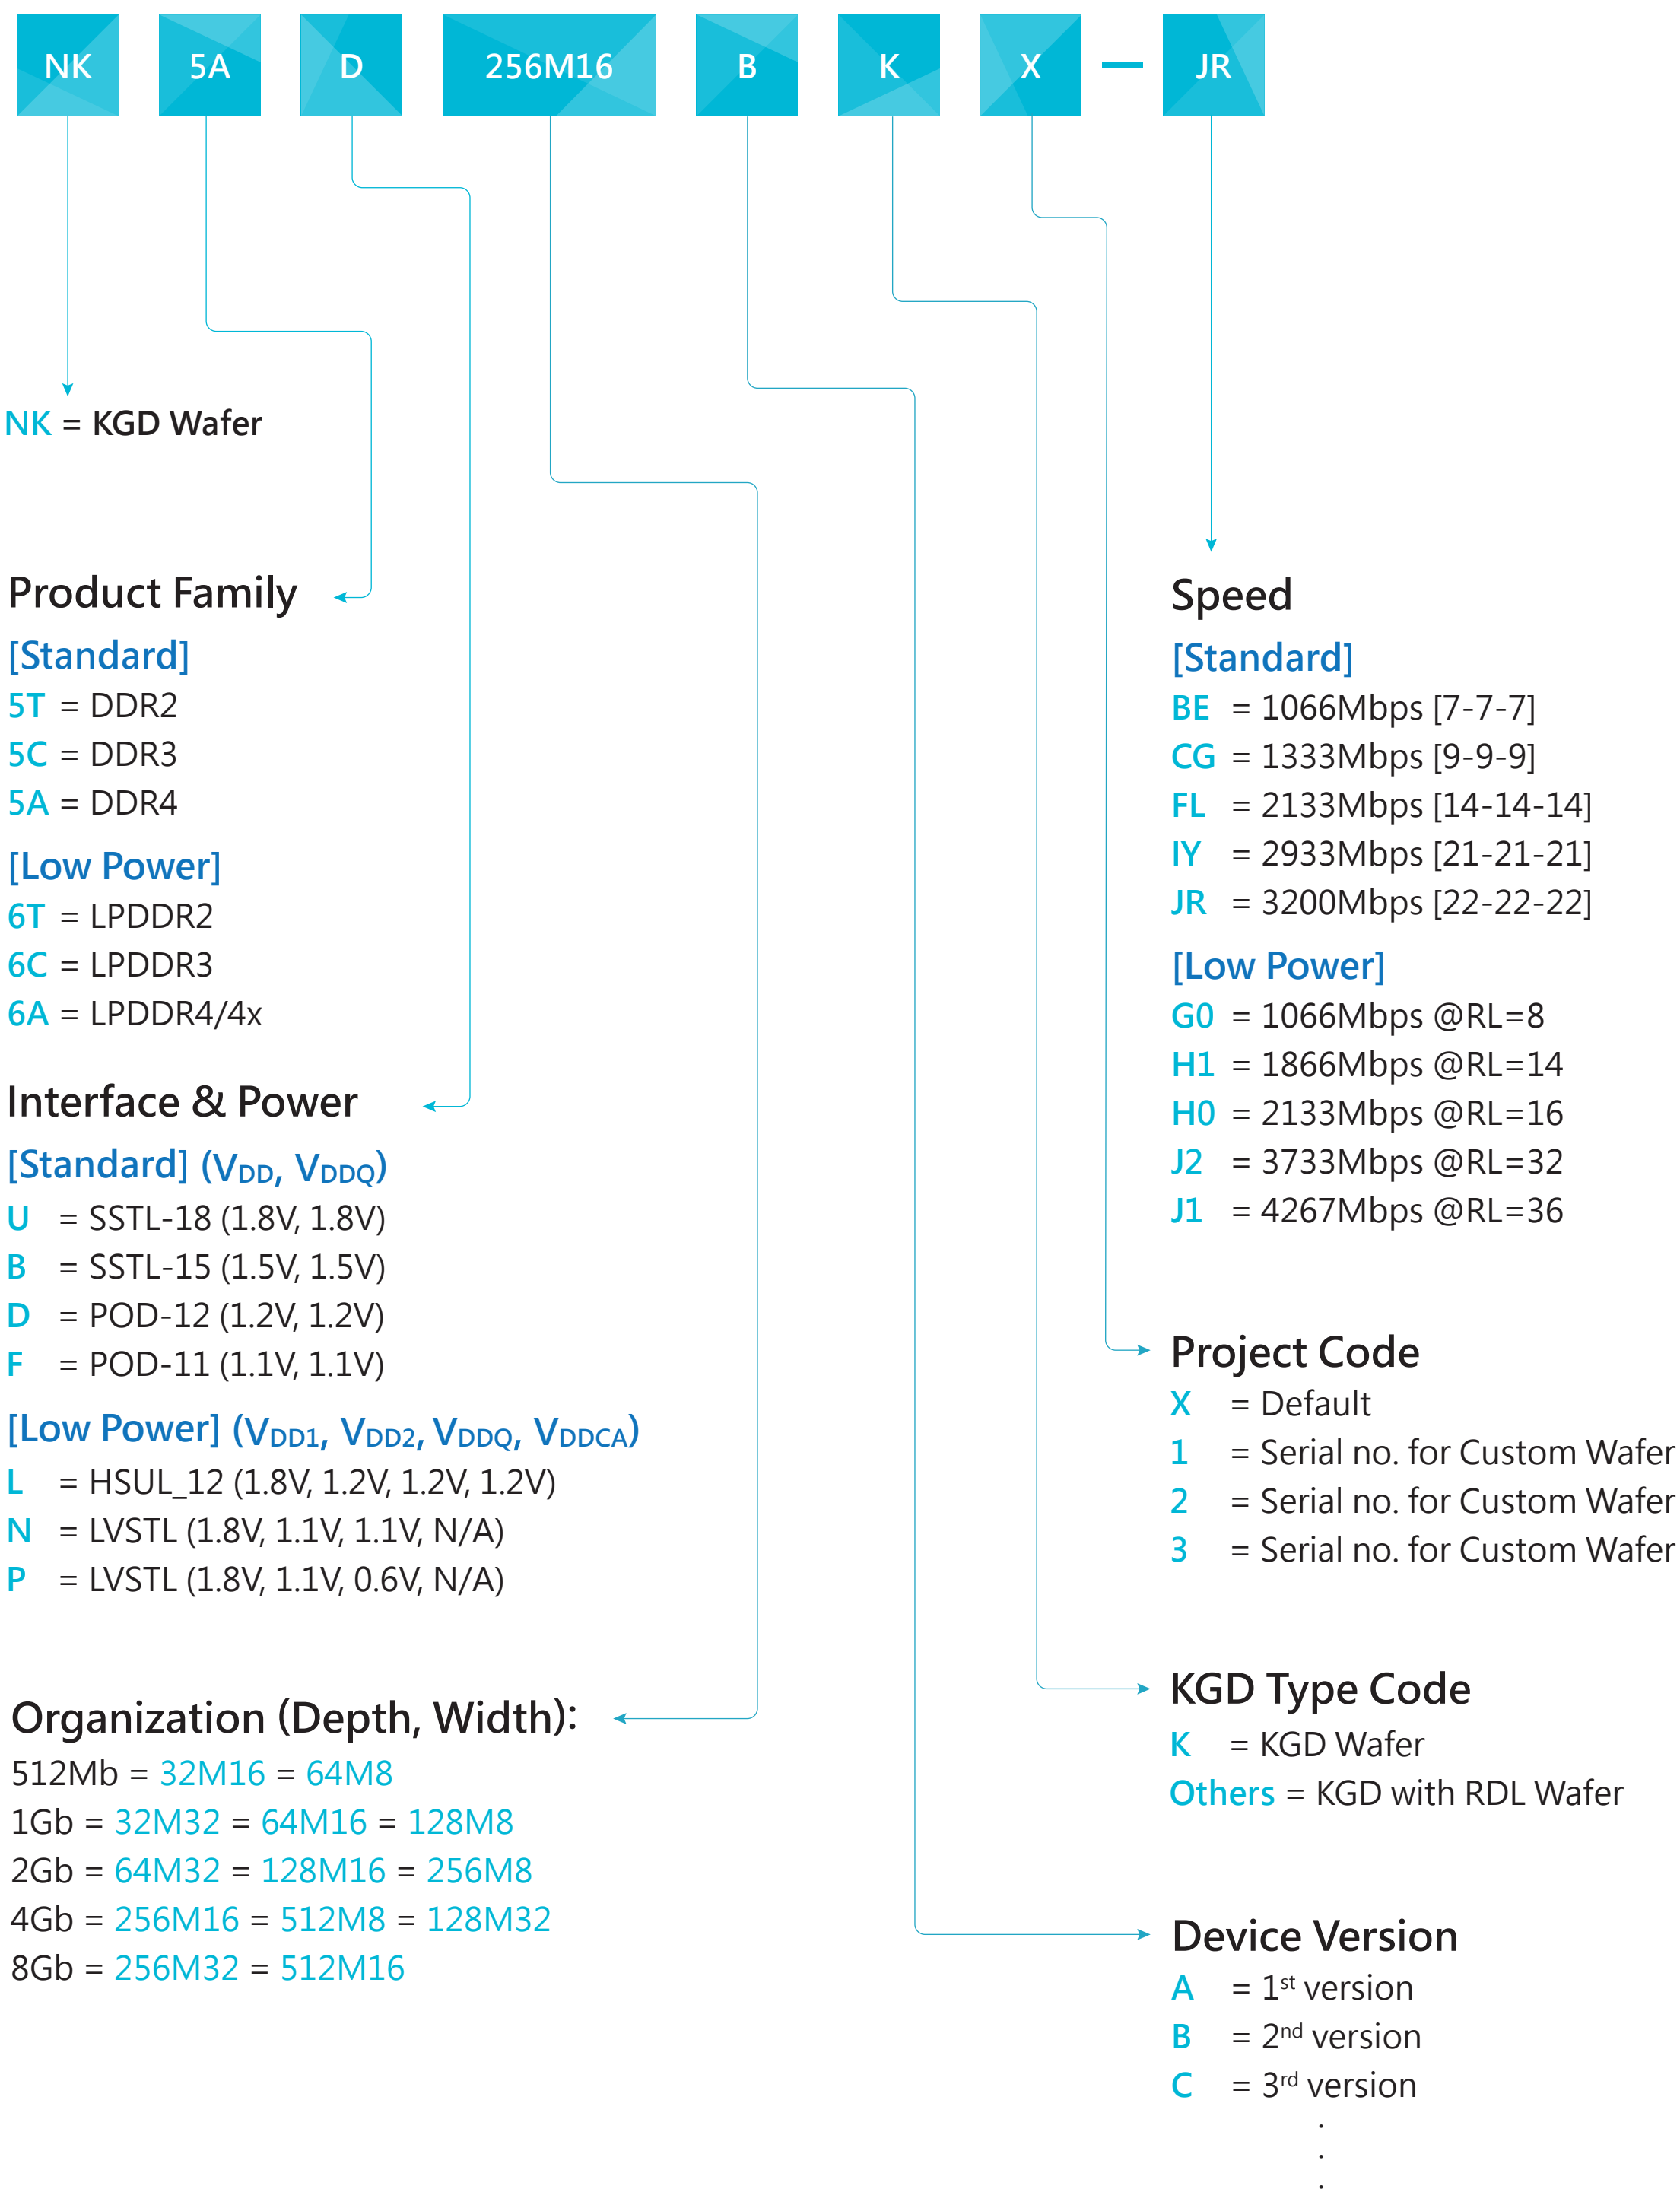 NK 5A D 256M16 B K X — JR
NK = KGD Wafer
Product Family
[Standard]
5T = DDR2
5C = DDR3
5A = DDR4
[Low Power]
6T = LPDDR2
6C = LPDDR3
6A = LPDDR4/4x
Interface & Power
[Standard] (VDD, VDDQ)
U = SSTL-18 (1.8V, 1.8V)
B = SSTL-15 (1.5V, 1.5V)
D = POD-12 (1.2V, 1.2V)
F = POD-11 (1.1V, 1.1V)
[Low Power] (VDD1, VDD2, VDDQ, VDDCA)
L = HSUL_12 (1.8V, 1.2V, 1.2V, 1.2V)
N = LVSTL (1.8V, 1.1V, 1.1V, N/A)
P = LVSTL (1.8V, 1.1V, 0.6V, N/A)
Organization (Depth, Width):
512Mb = 32M16 = 64M8
1Gb = 32M32 = 64M16 = 128M8
2Gb = 64M32 = 128M16 = 256M8
4Gb = 256M16 = 512M8 = 128M32
8Gb = 256M32 = 512M16
Speed
[Standard]
BE = 1066Mbps [7-7-7]
CG = 1333Mbps [9-9-9]
FL = 2133Mbps [14-14-14]
IY = 2933Mbps [21-21-21]
JR = 3200Mbps [22-22-22]
[Low Power]
G0 = 1066Mbps @RL=8
H1 = 1866Mbps @RL=14
H0 = 2133Mbps @RL=16
J2 = 3733Mbps @RL=32
J1 = 4267Mbps @RL=36
Project Code
X = Default
1 = Serial no. for Custom Wafer
2 = Serial no. for Custom Wafer
3 = Serial no. for Custom Wafer
KGD Type Code
K = KGD Wafer
Others = KGD with RDL Wafer
Device Version
A = 1st version
B = 2nd version
C = 3rd version
.
.
.